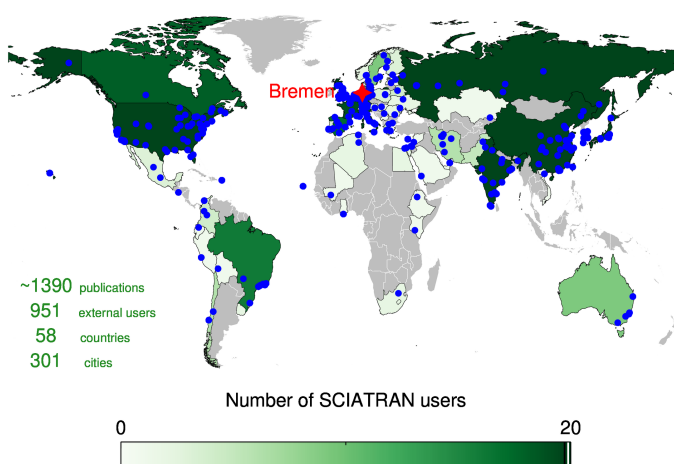 Bremen
~1390 publications
951 external users
58 countries
301 cities
Number of SCIATRAN users
0 20